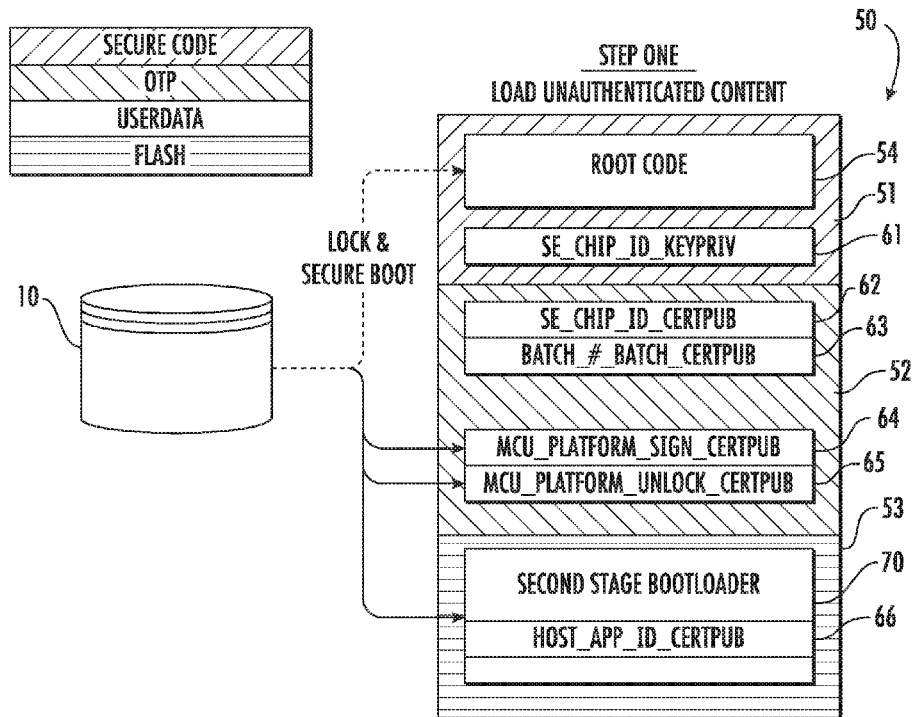 SECURE CODE
OTP
USERDATA
FLASH
50
STEP ONE
LOAD UNAUTHENTICATED CONTENT
ROOT CODE
54
51
SE_CHIP_ID_KEYPRIV
61
LOCK &
SECURE BOOT
10
62
SE_CHIP_ID_CERTPUB
63
BATCH_#_BATCH_CERTPUB
52
64
MCU_PLATFORM_SIGN_CERTPUB
65
MCU_PLATFORM_UNLOCK_CERTPUB
53
70
SECOND STAGE BOOTLOADER
66
HOST_APP_ID_CERTPUB